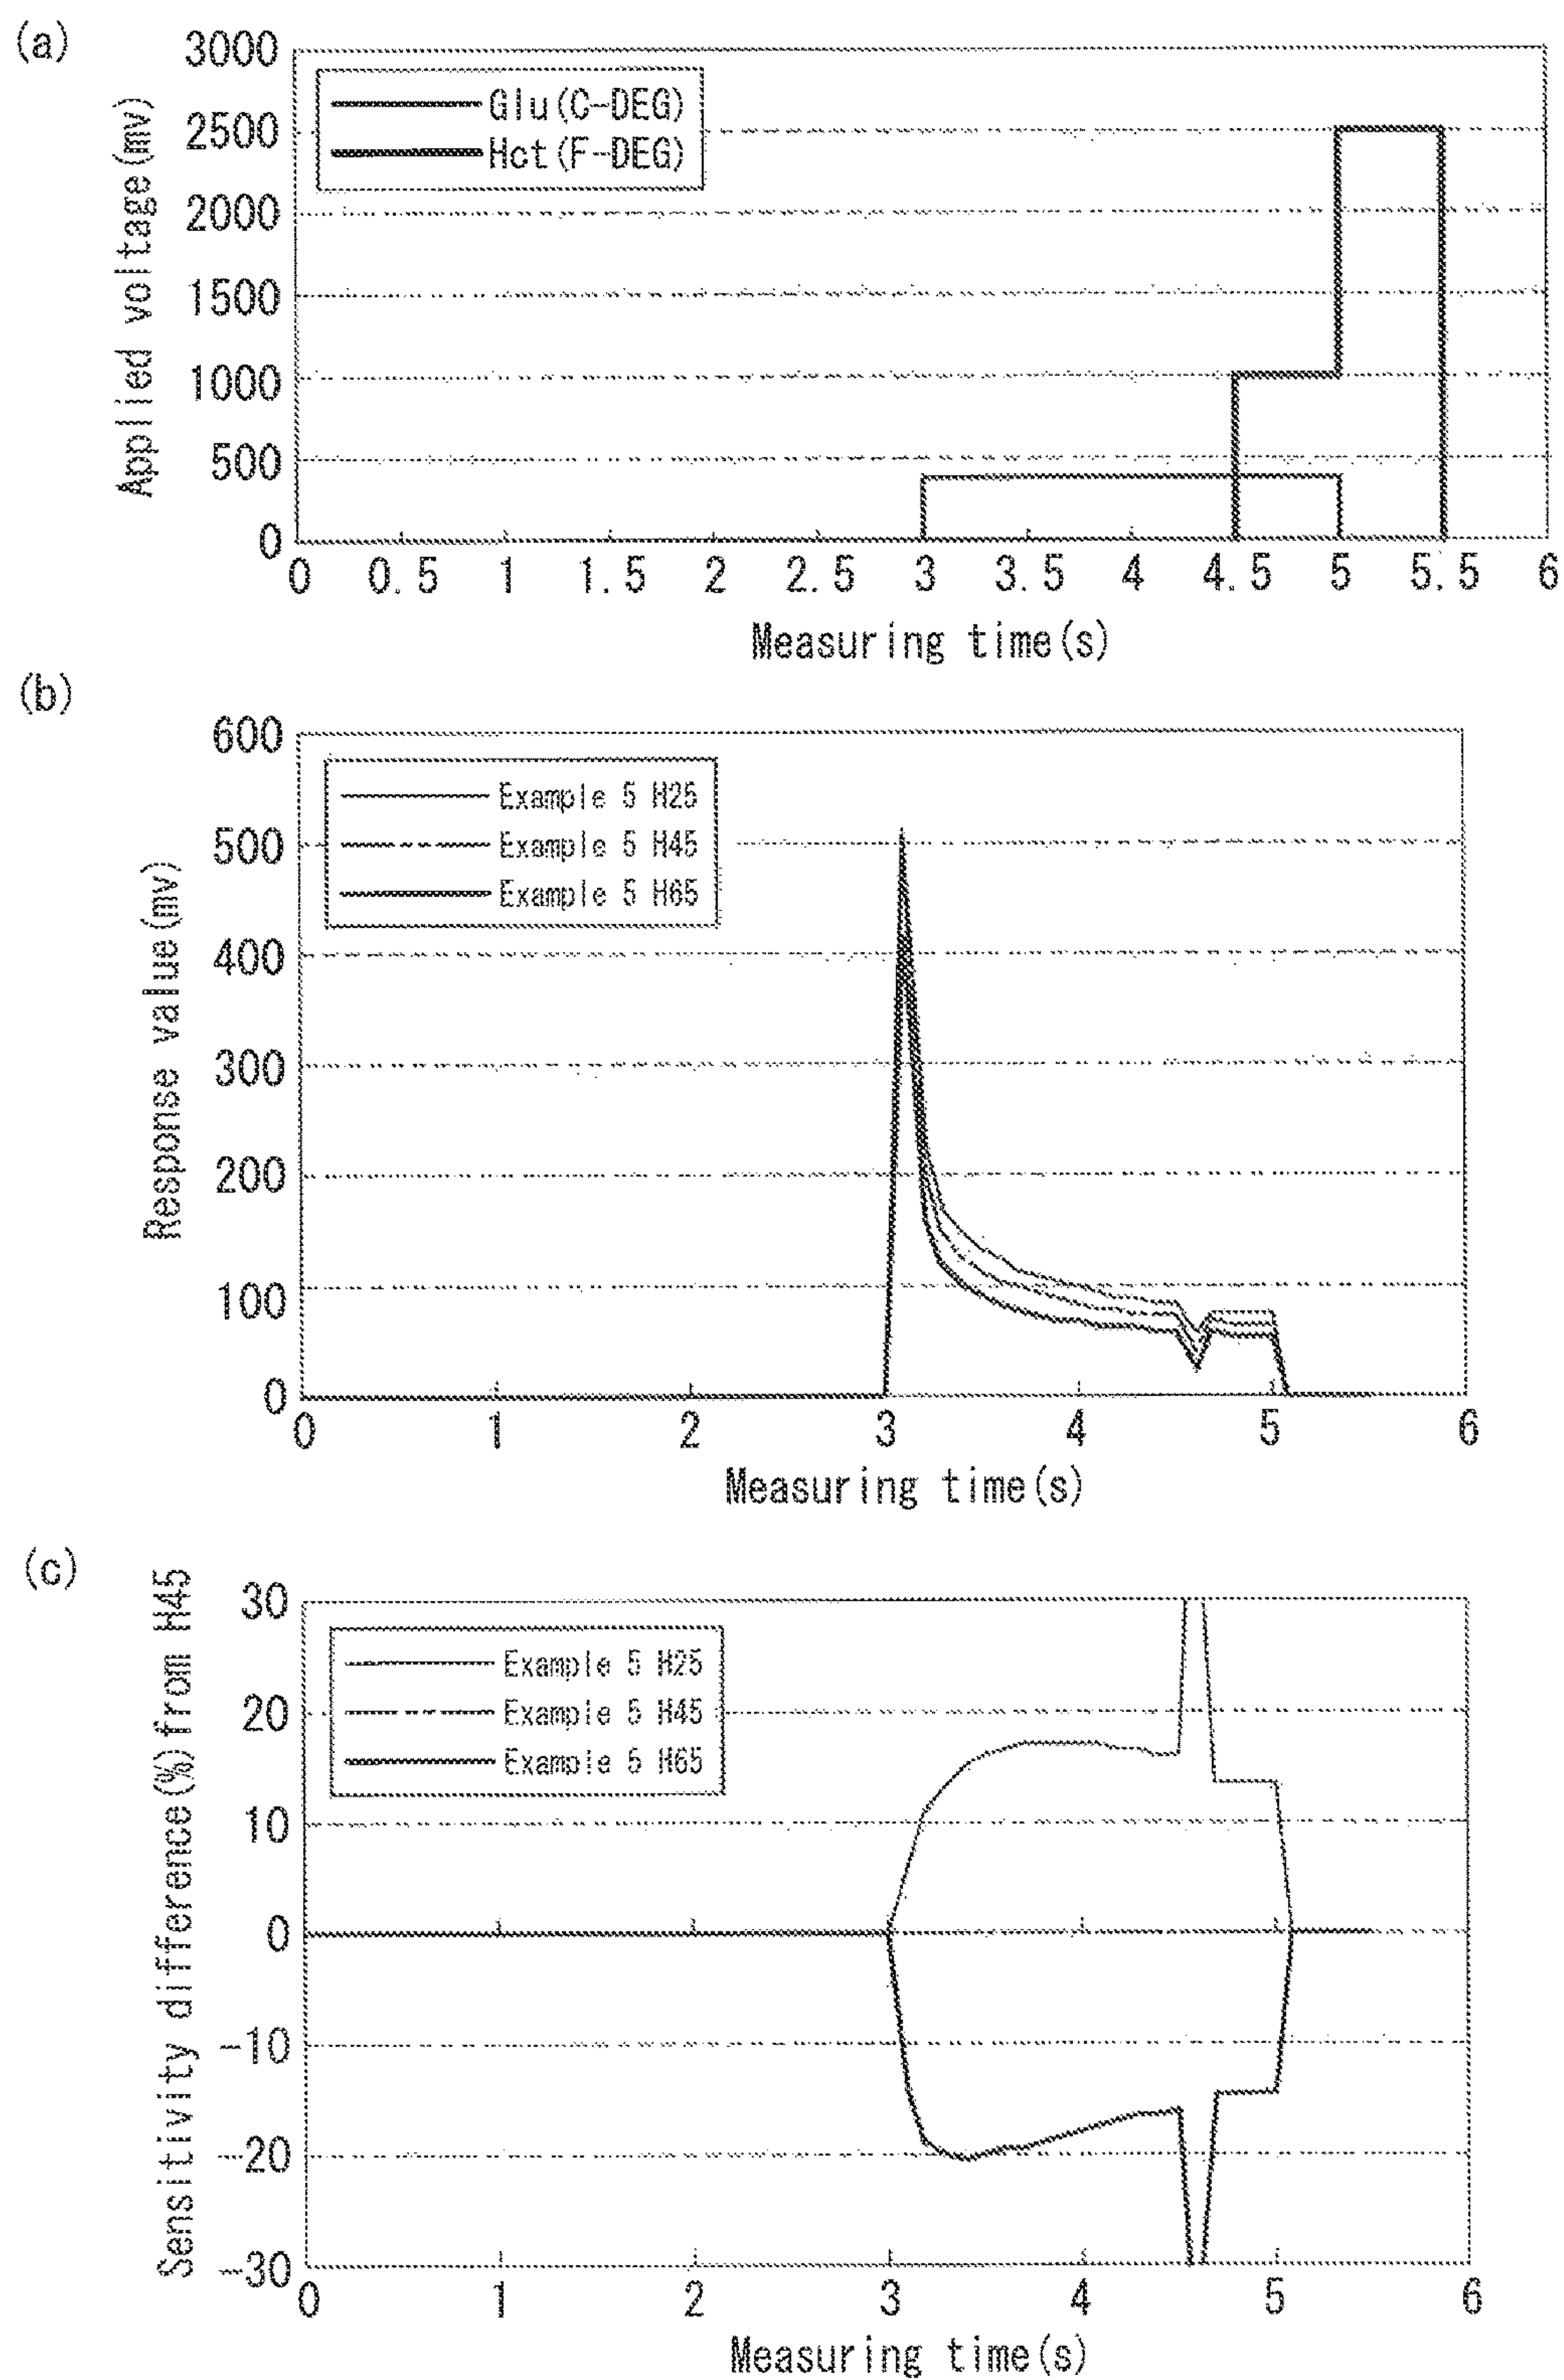 (a)
3000
2500
2000
1500
1000
500
0
Applied voltage(mv)
Glu(C-DEG)
Hct(F-DEG)
0 0.5 1 1.5 2 2.5 3 3.5 4 4.5 5 5.5 6
Measuring time(s)
(b)
600
500
400
300
200
100
0
Response value(mv)
Example 5 H25
Example 5 H45
Example 5 H65
0 1 2 3 4 5 6
Measuring time(s)
(c)
30
20
10
0
-10
-20
-30
Sensitivity difference(%)from H45
Example 5 H25
Example 5 H45
Example 5 H65
0 1 2 3 4 5 6
Measuring time(s)